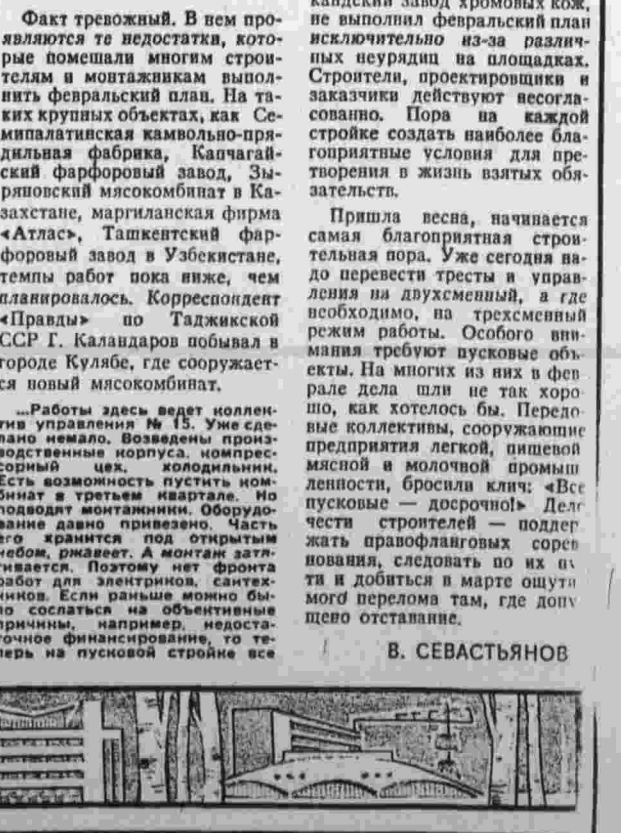 Факт тревожный. В нем про-
являются те недостатки, кото-
рые помешали многим строи-
телям и монтажникам выпол-
нить февральский план. На та-
ких крупных объектах, как Се-
мипалатинская камвольно-пря-
дильная фабрика, Капчагай-
ский фарфоровый завод, Зы-
ряновский мясокомбинат в Ка-
захстане, маргиланская фирма
«Атлас», Ташкентский фар-
форовый завод в Узбекистане,
темпы работ пока ниже, чем
планировалось. Корреспондент
«Правды» по Таджикской
ССР Г. Каландаров побывал в
городе Кулябе, где сооружает-
ся новый мясокомбинат.
...Работы здесь ведет коллек-
тив управления № 15. Уже сде-
лано немало. Возведены произ-
водственные корпуса, компрес-
сорный цех, холодильник.
Есть возможность пустить ком-
бинат в третьем квартале. Но
подводят монтажники. Оборудо-
вание давно привезено. Часть
его хранится под открытым
небом, ржавеет. А монтаж затя-
гивается. Поэтому нет фронта
работ для электриков, сантех-
ников. Если раньше можно бы-
ло сослаться на объективные
причины, например, недоста-
точное финансирование, то те-
перь на пусковой стройке все
кандский завод хромовых кож,
не выполнил февральский план
исключительно из-за различ-
ных неурядиц на площадках.
Строители, проектировщики и
заказчики действуют несогла-
сованно. Пора на каждой
стройке создать наиболее бла-
гоприятные условия для пре-
творения в жизнь взятых обя-
зательств.
Пришла весна, начинается
самая благоприятная строи-
тельная пора. Уже сегодня на-
до перевести тресты и управ-
ления на двухсменный, а где
необходимо, на трехсменный
режим работы. Особого вни-
мания требуют пусковые объ-
екты. На многих из них в фев
рале дела шли не так хоро-
шо, как хотелось бы. Передо-
вые коллективы, сооружающие
предприятия легкой, пищевой
мясной и молочной промыш
ленности, бросили клич: «Все
пусковые — досрочно!» Дело
чести строителей — поддер
жать правофланговых сорев
нования, следовать по их пу
ти и добиться в марте ощути
мого перелома там, где допу
щено отставание.
В. СЕВАСТЬЯНОВ